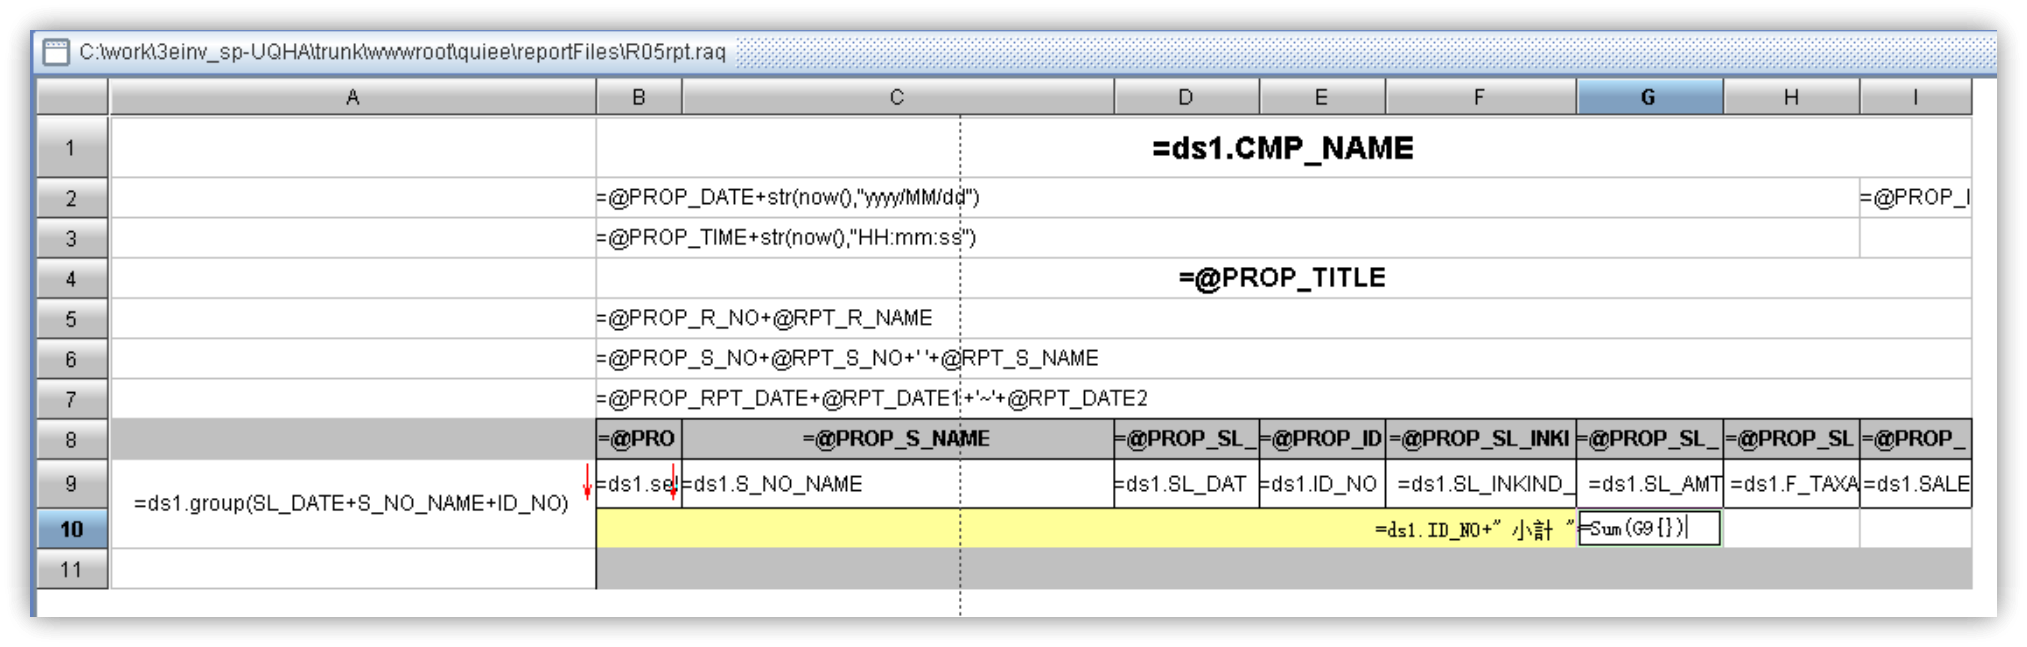 C:\work\3einv_sp-UQHA\trunk\wwwroot\quiee\reportFiles\R05rpt.raq
A B C D E F G H I
1 =ds1.CMP_NAME
2 =@PROP_DATE+str(now(),"yyyy/MM/dd") =@PROP_I
3 =@PROP_TIME+str(now(),"HH:mm:ss")
4 =@PROP_TITLE
5 =@PROP_R_NO+@RPT_R_NAME
6 =@PROP_S_NO+@RPT_S_NO+' '+@RPT_S_NAME
7 =@PROP_RPT_DATE+@RPT_DATE1+'~'+@RPT_DATE2
8 =@PRO =@PROP_S_NAME =@PROP_SL_ =@PROP_ID =@PROP_SL_INKI =@PROP_SL_ =@PROP_SL =@PROP_
9 =ds1.group(SL_DATE+S_NO_NAME+ID_NO) =ds1.se =ds1.S_NO_NAME =ds1.SL_DAT =ds1.ID_NO =ds1.SL_INKIND_ =ds1.SL_AMT =ds1.F_TAXA =ds1.SALE
10 =ds1.ID_NO+" 小計 " =Sum(G9{})
11